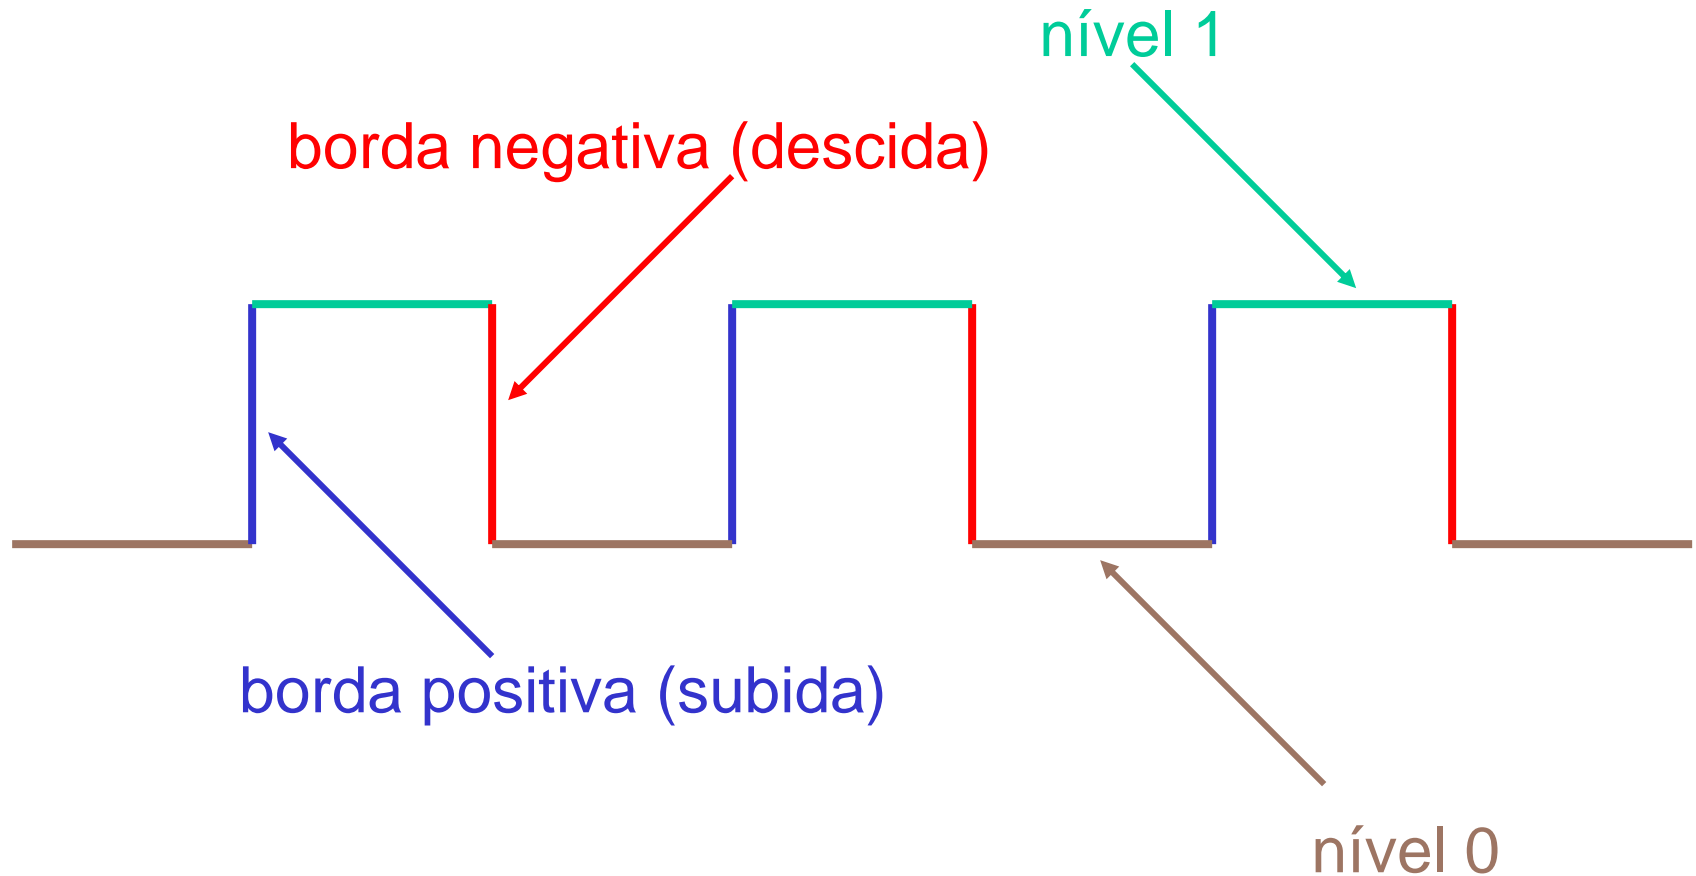 nível 1
borda negativa (descida)
borda positiva (subida)
nível 0